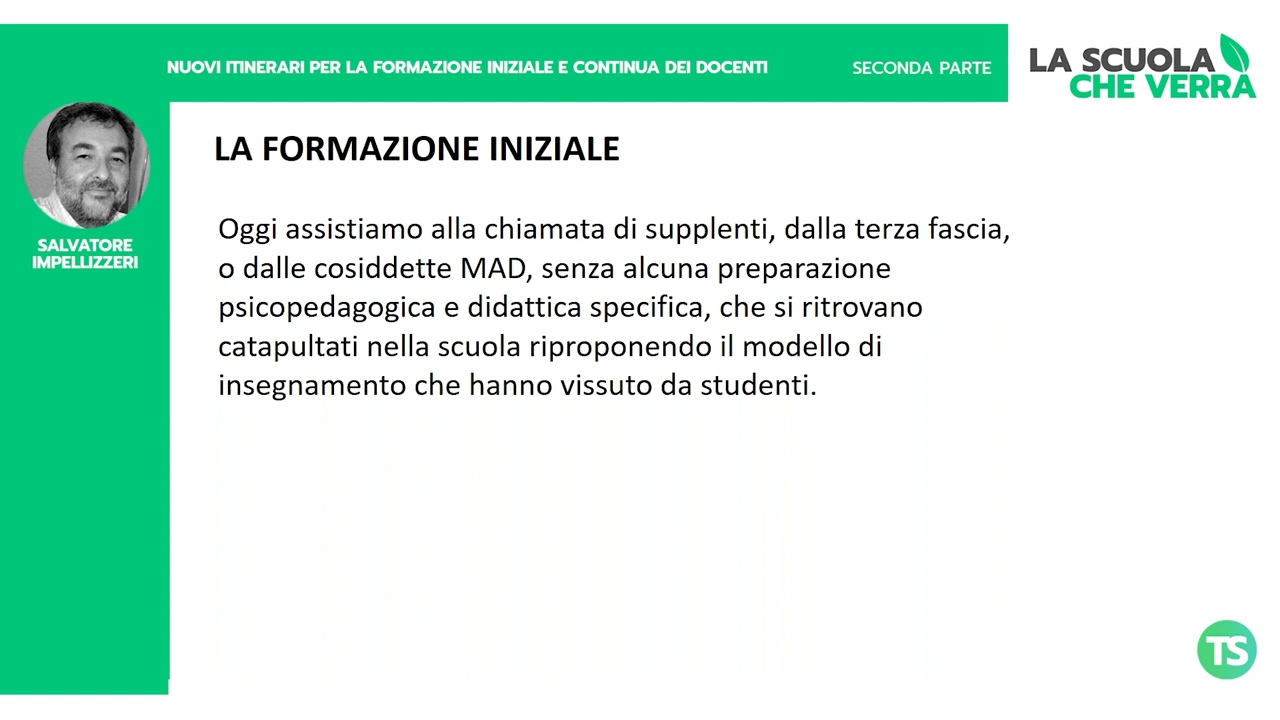 NUOVI ITINERARI PER LA FORMAZIONE INIZIALE E CONTINUA DEI DOCENTI
SECONDA PARTE
LA SCUOLA
CHE VERRÀ
SALVATORE
IMPELLIZZERI
LA FORMAZIONE INIZIALE
Oggi assistiamo alla chiamata di supplenti, dalla terza fascia,
o dalle cosiddette MAD, senza alcuna preparazione
psicopedagogica e didattica specifica, che si ritrovano
catapultati nella scuola riproponendo il modello di
insegnamento che hanno vissuto da studenti.
TS